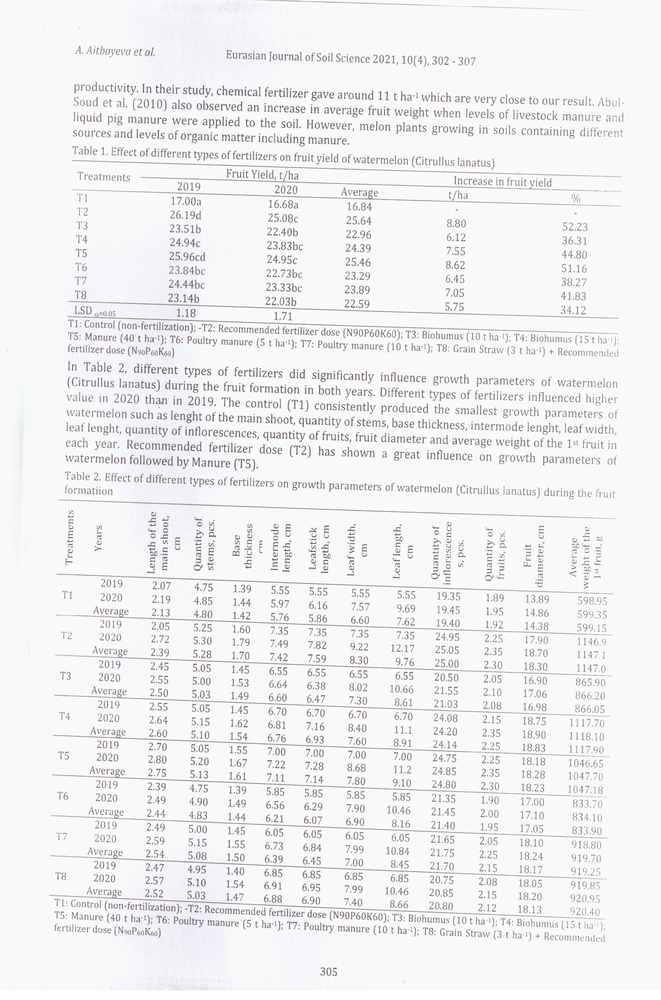 A. Aitbayeva et al. Eurasian Journal of Soil Science 2021, 10(4), 302 - 307
productivity. In their study, chemical fertilizer gave around 11 t ha-1 which are very close to our result. Abul-
Soud et al. (2010) also observed an increase in average fruit weight when levels of livestock manure and
liquid pig manure were applied to the soil. However, melon plants growing in soils containing different
sources and levels of organic matter including manure.
Table 1. Effect of different types of fertilizers on fruit yield of watermelon (Citrullus lanatus)
Treatments Fruit Yield, t/ha Increase in fruit yield
2019 2020 Average t/ha %
T1 17.00a 16.68a 16.84 - -
T2 26.19d 25.08c 25.64 8.80 52.23
T3 23.51b 22.40b 22.96 6.12 36.31
T4 24.94c 23.83bc 24.39 7.55 44.80
T5 25.96cd 24.95c 25.46 8.62 51.16
T6 23.84bc 22.73bc 23.29 6.45 38.27
T7 24.44bc 23.33bc 23.89 7.05 41.83
T8 23.14b 22.03b 22.59 5.75 34.12
LSD α=0.05 1.18 1.71
T1: Control (non-fertilization); -T2: Recommended fertilizer dose (N90P60K60); T3: Biohumus (10 t ha-1); T4: Biohumus (15 t ha-1);
T5: Manure (40 t ha-1); T6: Poultry manure (5 t ha-1); T7: Poultry manure (10 t ha-1); T8: Grain Straw (3 t ha-1) + Recommended
fertilizer dose (N90P60K60)
In Table 2, different types of fertilizers did significantly influence growth parameters of watermelon
(Citrullus lanatus) during the fruit formation in both years. Different types of fertilizers influenced higher
value in 2020 than in 2019. The control (T1) consistently produced the smallest growth parameters of
watermelon such as lenght of the main shoot, quantity of stems, base thickness, intermode lenght, leaf width,
leaf lenght, quantity of inflorescences, quantity of fruits, fruit diameter and average weight of the 1st fruit in
each year. Recommended fertilizer dose (T2) has shown a great influence on growth parameters of
watermelon followed by Manure (T5).
Table 2. Effect of different types of fertilizers on growth parameters of watermelon (Citrullus lanatus) during the fruit
formatiion
Treatments
Years
Length of the
main shoot,
cm
Quantity of
stems, pcs.
Base
thickness
cm
Internode
length, cm
Leafstick
length, cm
Leaf width,
cm
Leaf length,
cm
Quantity of
inflorescence
s, pcs.
Quantity of
fruits, pcs.
Fruit
diameter, cm
Average
weight of the
1st fruit, g
2019 2.07 4.75 1.39 5.55 5.55 5.55 5.55 19.35 1.89 13.89 598.95
T1 2020 2.19 4.85 1.44 5.97 6.16 7.57 9.69 19.45 1.95 14.86 599.35
Average 2.13 4.80 1.42 5.76 5.86 6.60 7.62 19.40 1.92 14.38 599.15
2019 2.05 5.25 1.60 7.35 7.35 7.35 7.35 24.95 2.25 17.90 1146.9
T2 2020 2.72 5.30 1.79 7.49 7.82 9.22 12.17 25.05 2.35 18.70 1147.1
Average 2.39 5.28 1.70 7.42 7.59 8.30 9.76 25.00 2.30 18.30 1147.0
2019 2.45 5.05 1.45 6.55 6.55 6.55 6.55 20.50 2.05 16.90 865.90
T3 2020 2.55 5.00 1.53 6.64 6.38 8.02 10.66 21.55 2.10 17.06 866.20
Average 2.50 5.03 1.49 6.60 6.47 7.30 8.61 21.03 2.08 16.98 866.05
2019 2.55 5.05 1.45 6.70 6.70 6.70 6.70 24.08 2.15 18.75 1117.70
T4 2020 2.64 5.15 1.62 6.81 7.16 8.40 11.1 24.20 2.35 18.90 1118.10
Average 2.60 5.10 1.54 6.76 6.93 7.60 8.91 24.14 2.25 18.83 1117.90
2019 2.70 5.05 1.55 7.00 7.00 7.00 7.00 24.75 2.25 18.18 1046.65
T5 2020 2.80 5.20 1.67 7.22 7.28 8.68 11.2 24.85 2.35 18.28 1047.70
Average 2.75 5.13 1.61 7.11 7.14 7.80 9.10 24.80 2.30 18.23 1047.18
2019 2.39 4.75 1.39 5.85 5.85 5.85 5.85 21.35 1.90 17.00 833.70
T6 2020 2.49 4.90 1.49 6.56 6.29 7.90 10.46 21.45 2.00 17.10 834.10
Average 2.44 4.83 1.44 6.21 6.07 6.90 8.16 21.40 1.95 17.05 833.90
2019 2.49 5.00 1.45 6.05 6.05 6.05 6.05 21.65 2.05 18.10 918.80
T7 2020 2.59 5.15 1.55 6.73 6.84 7.99 10.84 21.75 2.25 18.24 919.70
Average 2.54 5.08 1.50 6.39 6.45 7.00 8.45 21.70 2.15 18.17 919.25
2019 2.47 4.95 1.40 6.85 6.85 6.85 6.85 20.75 2.08 18.05 919.85
T8 2020 2.57 5.10 1.54 6.91 6.95 7.99 10.46 20.85 2.15 18.20 920.95
Average 2.52 5.03 1.47 6.88 6.90 7.40 8.66 20.80 2.12 18.13 920.40
T1: Control (non-fertilization); -T2: Recommended fertilizer dose (N90P60K60); T3: Biohumus (10 t ha-1); T4: Biohumus (15 t ha-1);
T5: Manure (40 t ha-1); T6: Poultry manure (5 t ha-1); T7: Poultry manure (10 t ha-1); T8: Grain Straw (3 t ha-1) + Recommended
fertilizer dose (N90P60K60)
305